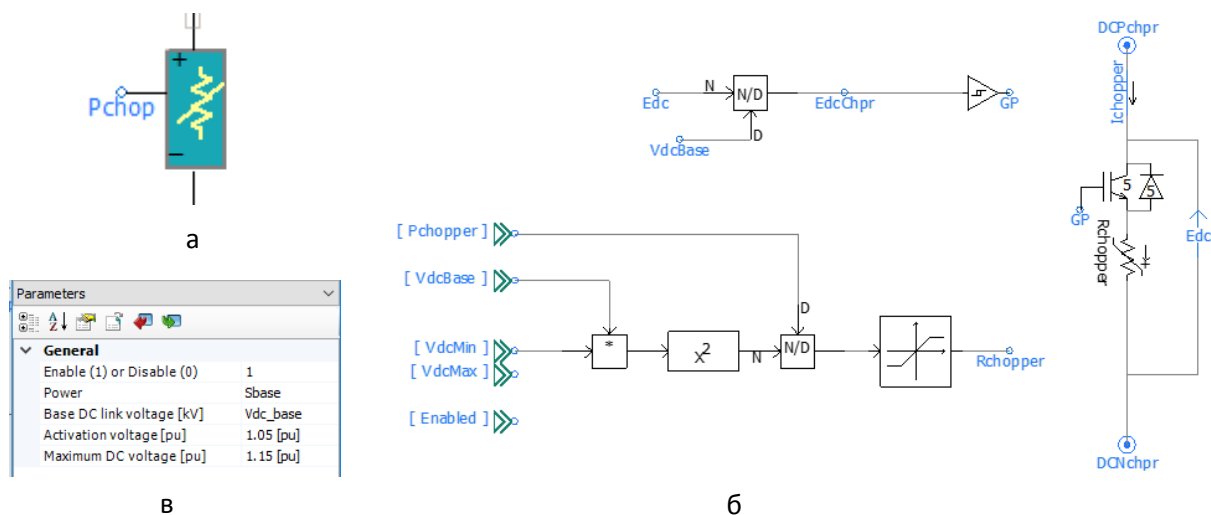 +
Pchop
−
а
Parameters
General
Enable (1) or Disable (0) 1
Power Sbase
Base DC link voltage [kV] Vdc_base
Activation voltage [pu] 1.05 [pu]
Maximum DC voltage [pu] 1.15 [pu]
в
Edc
N
N/D
D
VdcBase
EdcChpr
GP
[ Pchopper ]
[ VdcBase ]
[ VdcMin ]
[ VdcMax ]
[ Enabled ]
*
X²
N
D
N/D
Rchopper
б
DCPchpr
Ichopper
5
5
GP
Rchopper
Edc
DCNchpr